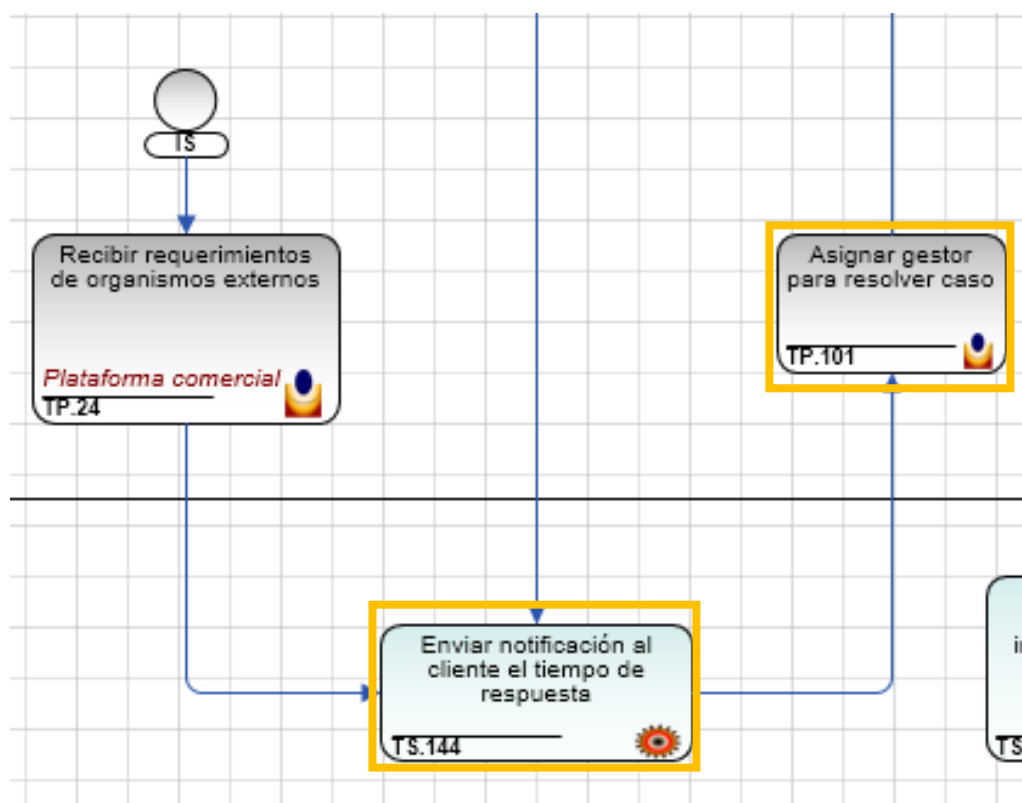 TS
Recibir requerimientos
de organismos externos
Plataforma comercial
TP.24
Asignar gestor
para resolver caso
TP.101
Enviar notificación al
cliente el tiempo de
respuesta
TS.144
TS